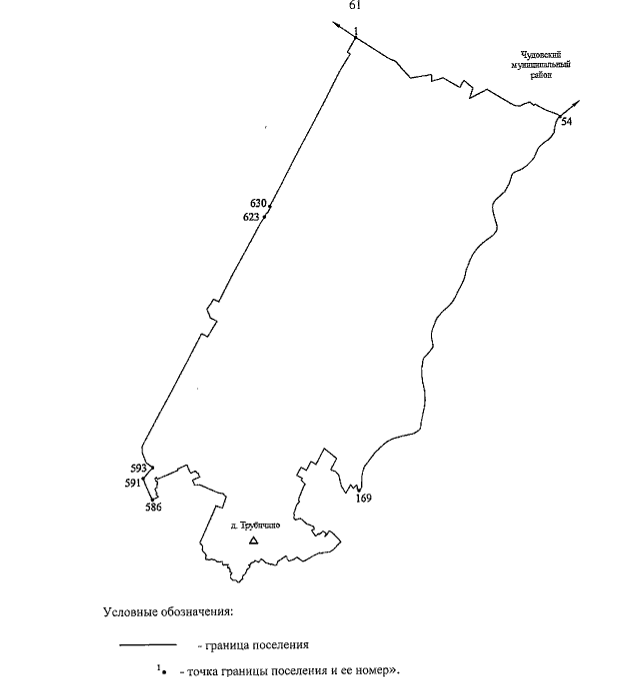 61
1
Чудовский
муниципальный
район
54
630
623
593
591
586
169
д. Трубичино
Условные обозначения:
- граница поселения
1• - точка границы поселения и ее номер».